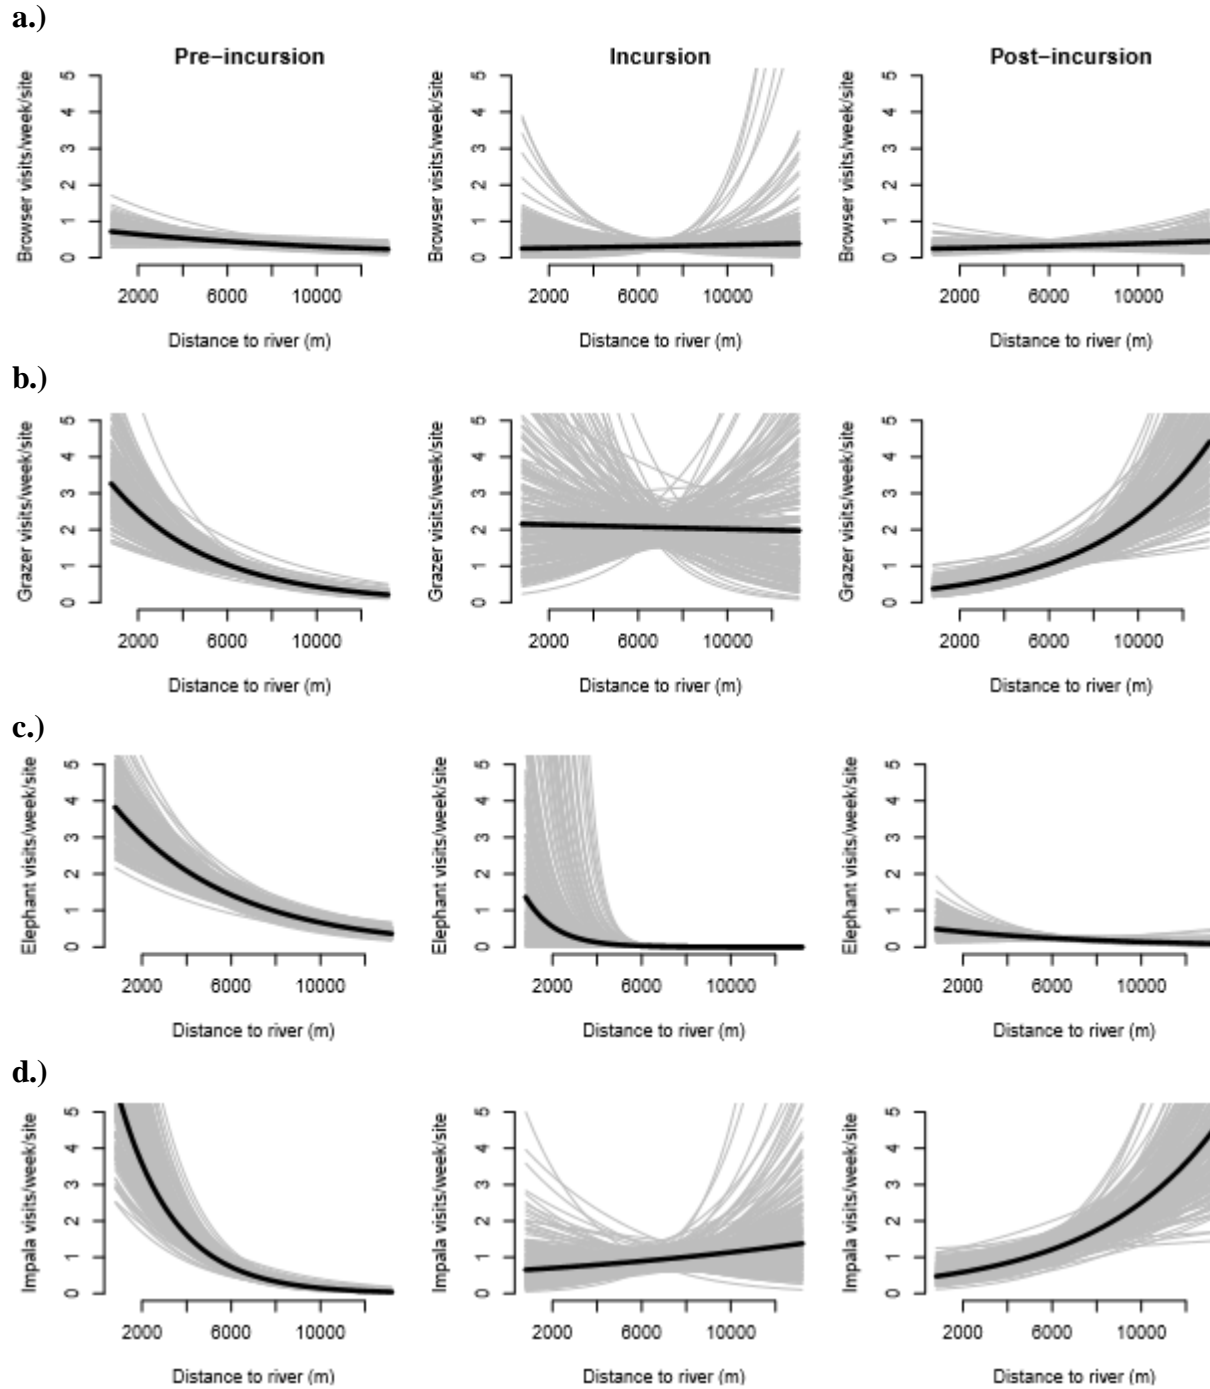 a.)
Pre-incursion Incursion Post-incursion
Browser visits/week/site
0 1 2 3 4 5
2000 6000 10000
Distance to river (m)
Browser visits/week/site
0 1 2 3 4 5
2000 6000 10000
Distance to river (m)
Browser visits/week/site
0 1 2 3 4 5
2000 6000 10000
Distance to river (m)
b.)
Grazer visits/week/site
0 1 2 3 4 5
2000 6000 10000
Distance to river (m)
Grazer visits/week/site
0 1 2 3 4 5
2000 6000 10000
Distance to river (m)
Grazer visits/week/site
0 1 2 3 4 5
2000 6000 10000
Distance to river (m)
c.)
Elephant visits/week/site
0 1 2 3 4 5
2000 6000 10000
Distance to river (m)
Elephant visits/week/site
0 1 2 3 4 5
2000 6000 10000
Distance to river (m)
Elephant visits/week/site
0 1 2 3 4 5
2000 6000 10000
Distance to river (m)
d.)
Impala visits/week/site
0 1 2 3 4 5
2000 6000 10000
Distance to river (m)
Impala visits/week/site
0 1 2 3 4 5
2000 6000 10000
Distance to river (m)
Impala visits/week/site
0 1 2 3 4 5
2000 6000 10000
Distance to river (m)